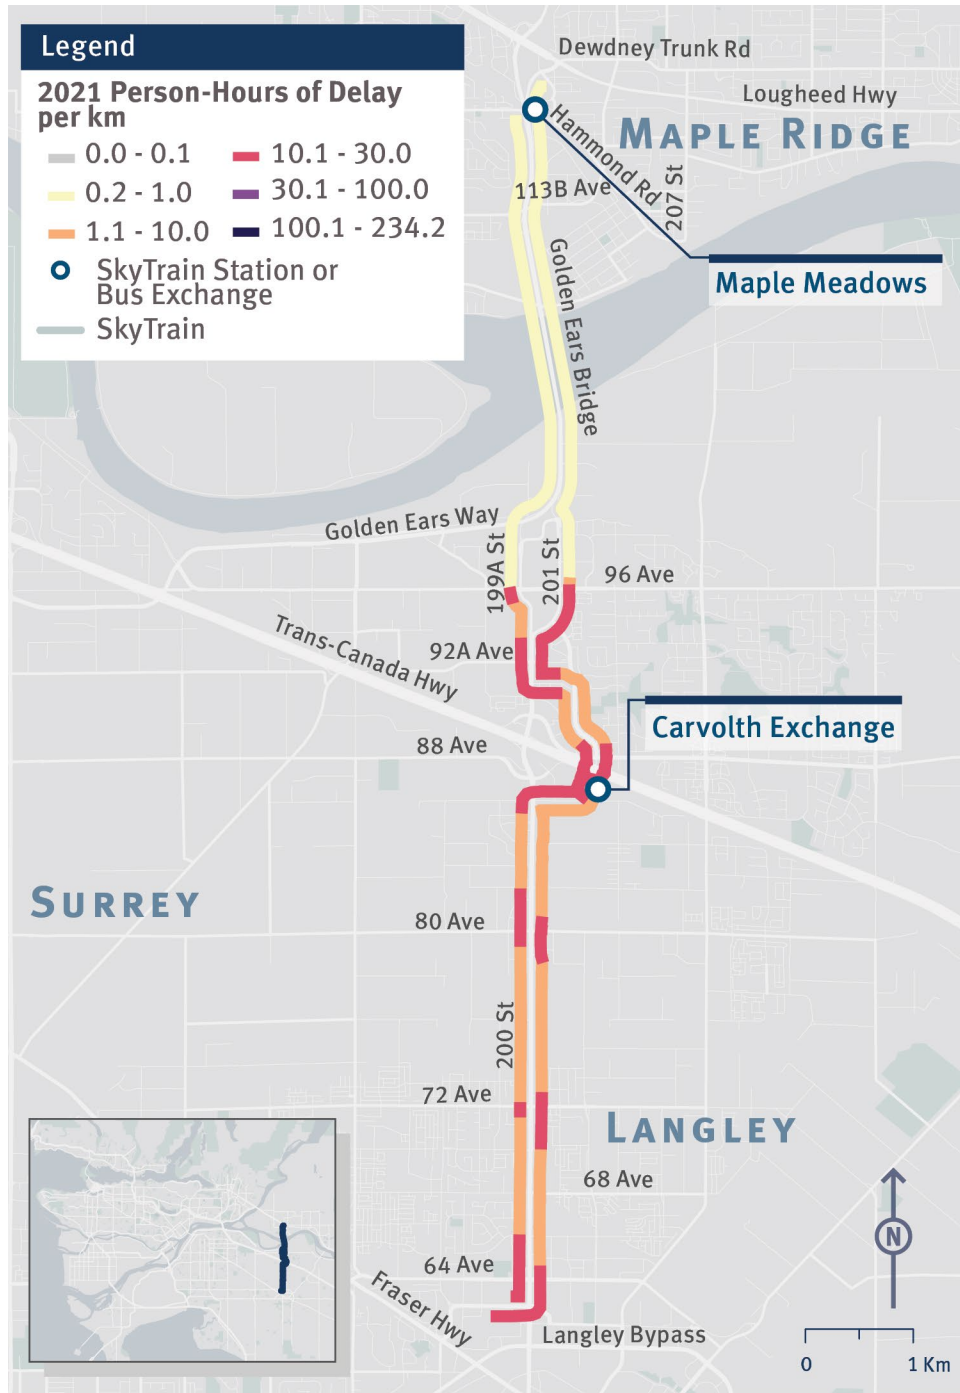 Legend
2021 Person-Hours of Delay
per km
0.0 - 0.1
10.1 - 30.0
0.2 - 1.0
30.1 - 100.0
1.1 - 10.0
100.1 - 234.2
SkyTrain Station or
Bus Exchange
SkyTrain
Dewdney Trunk Rd
Lougheed Hwy
MAPLE RIDGE
Hammond Rd
113B Ave
207 St
Maple Meadows
Golden Ears Bridge
Golden Ears Way
199A St
201 St
96 Ave
92A Ave
Trans-Canada Hwy
88 Ave
Carvolth Exchange
SURREY
80 Ave
200 St
72 Ave
LANGLEY
68 Ave
64 Ave
Fraser Hwy
Langley Bypass
N
0
1 Km